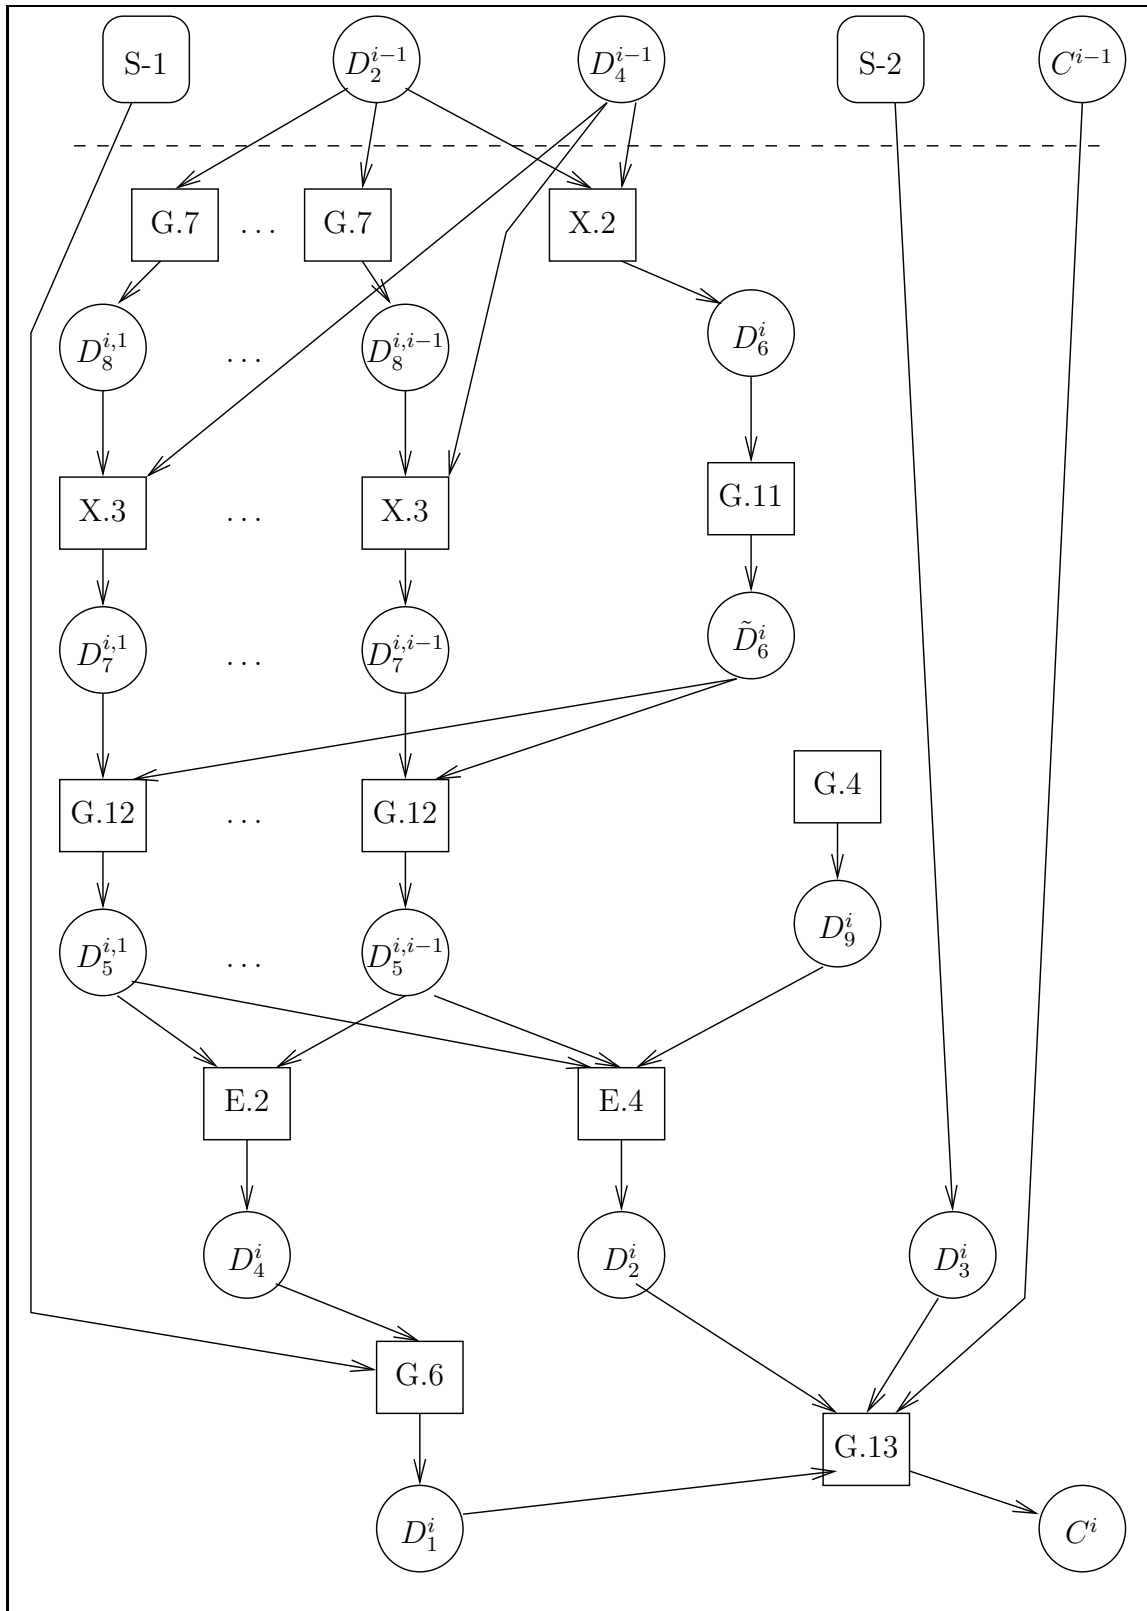 S-1 $D_2^{i-1}$ $D_4^{i-1}$ S-2 $C^{i-1}$
G.7 ... G.7 X.2
$D_8^{i,1}$ ... $D_8^{i,i-1}$ $D_6^i$
X.3 ... X.3 G.11
$D_7^{i,1}$ ... $D_7^{i,i-1}$ $\tilde{D}_6^i$
G.12 ... G.12 G.4
$D_5^{i,1}$ ... $D_5^{i,i-1}$ $D_9^i$
E.2 E.4
$D_4^i$ $D_2^i$ $D_3^i$
G.6 G.13
$D_1^i$ $C^i$